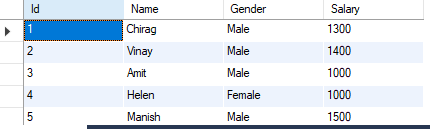 Id Name Gender Salary
1 Chirag Male 1300
2 Vinay Male 1400
3 Amit Male 1000
4 Helen Female 1000
5 Manish Male 1500